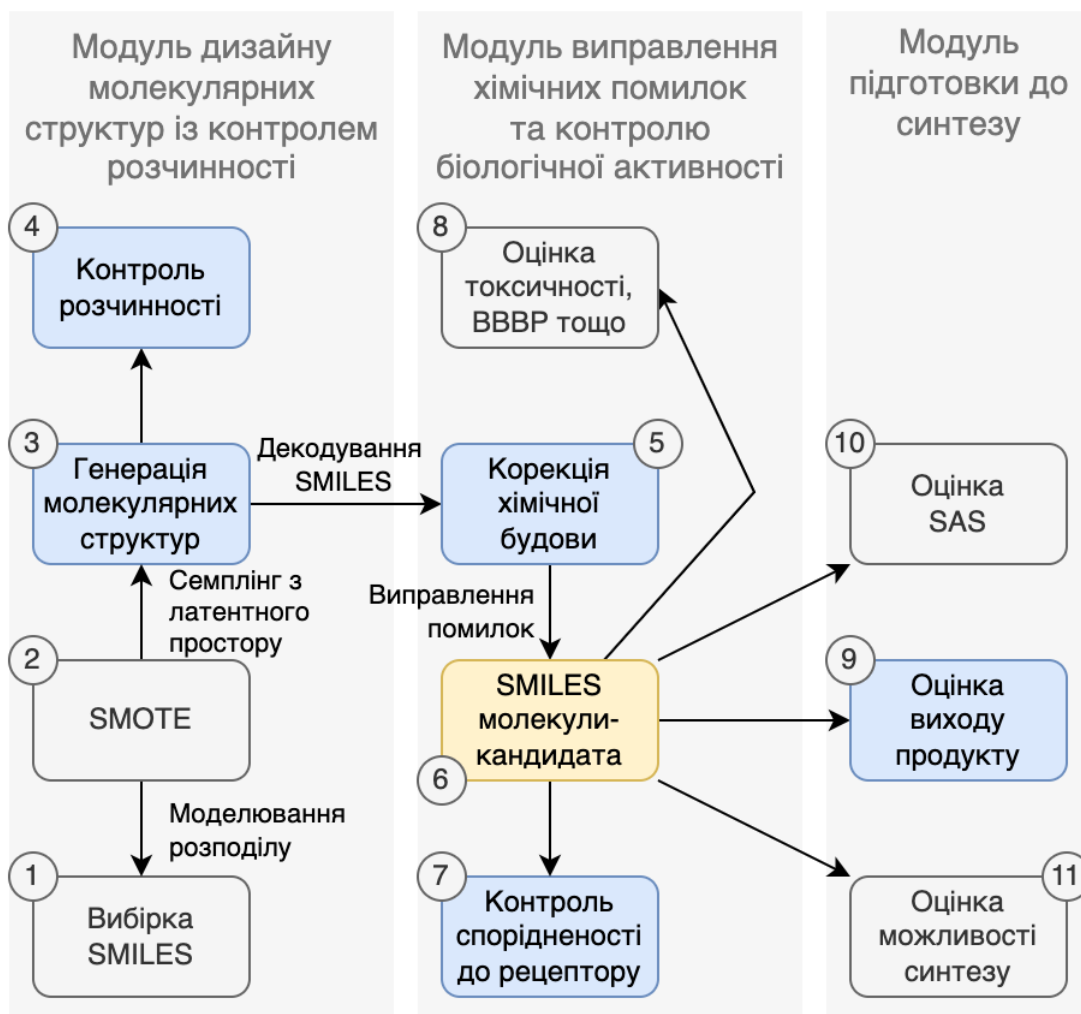 Модуль дизайну
молекулярних
структур із контролем
розчинності
4
Контроль
розчинності
3
Генерація
молекулярних
структур
Декодування
SMILES
Семплінг з
латентного
простору
2
SMOTE
Моделювання
розподілу
1
Вибірка
SMILES
Модуль виправлення
хімічних помилок
та контролю
біологічної активності
8
Оцінка
токсичності,
BBBP тощо
5
Корекція
хімічної
будови
Виправлення
помилок
SMILES
молекули-
кандидата
6
7
Контроль
спорідненості
до рецептору
Модуль
підготовки до
синтезу
10
Оцінка
SAS
9
Оцінка
виходу
продукту
11
Оцінка
можливості
синтезу